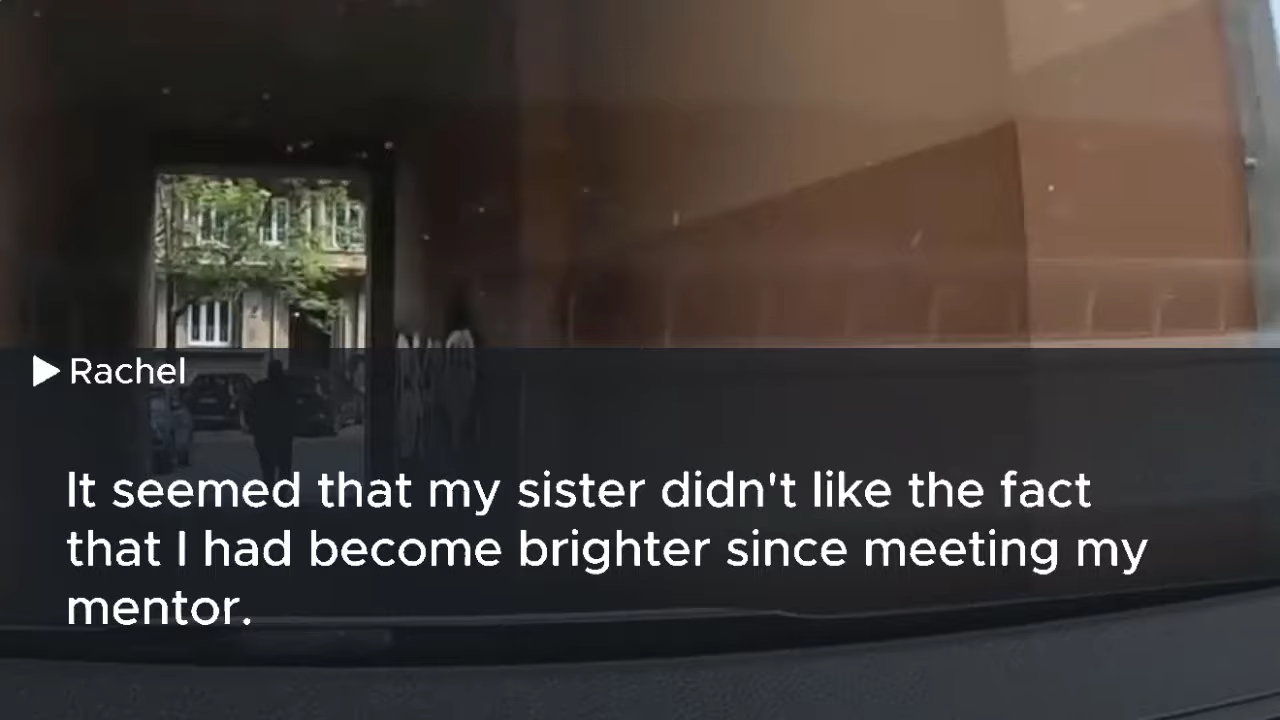 ▶ Rachel
It seemed that my sister didn't like the fact
that I had become brighter since meeting my
mentor.